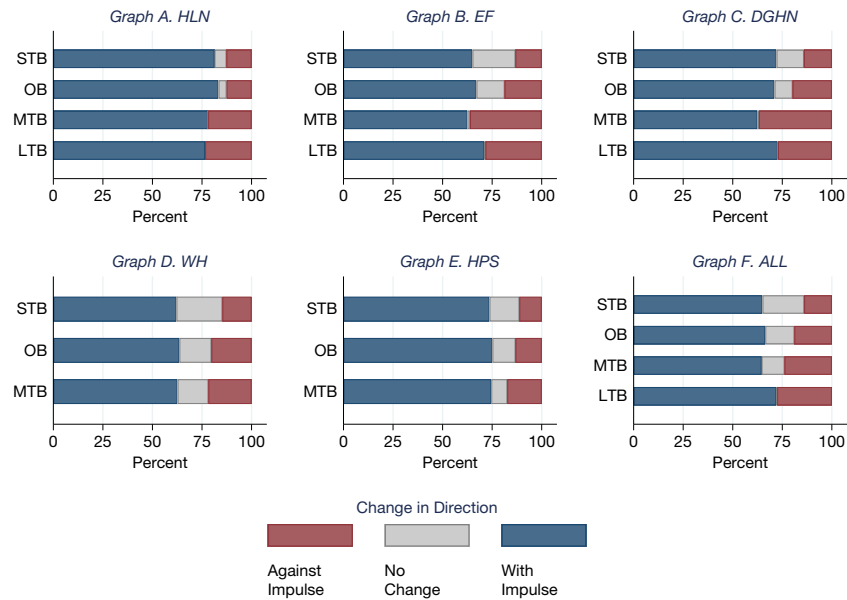 Graph A. HLN
Graph B. EF
Graph C. DGHN
STB
OB
MTB
LTB
0 25 50 75 100
Percent
STB
OB
MTB
LTB
0 25 50 75 100
Percent
STB
OB
MTB
LTB
0 25 50 75 100
Percent
Graph D. WH
Graph E. HPS
Graph F. ALL
STB
OB
MTB
0 25 50 75 100
Percent
STB
OB
MTB
0 25 50 75 100
Percent
STB
OB
MTB
LTB
0 25 50 75 100
Percent
Change in Direction
Against
Impulse
No
Change
With
Impulse